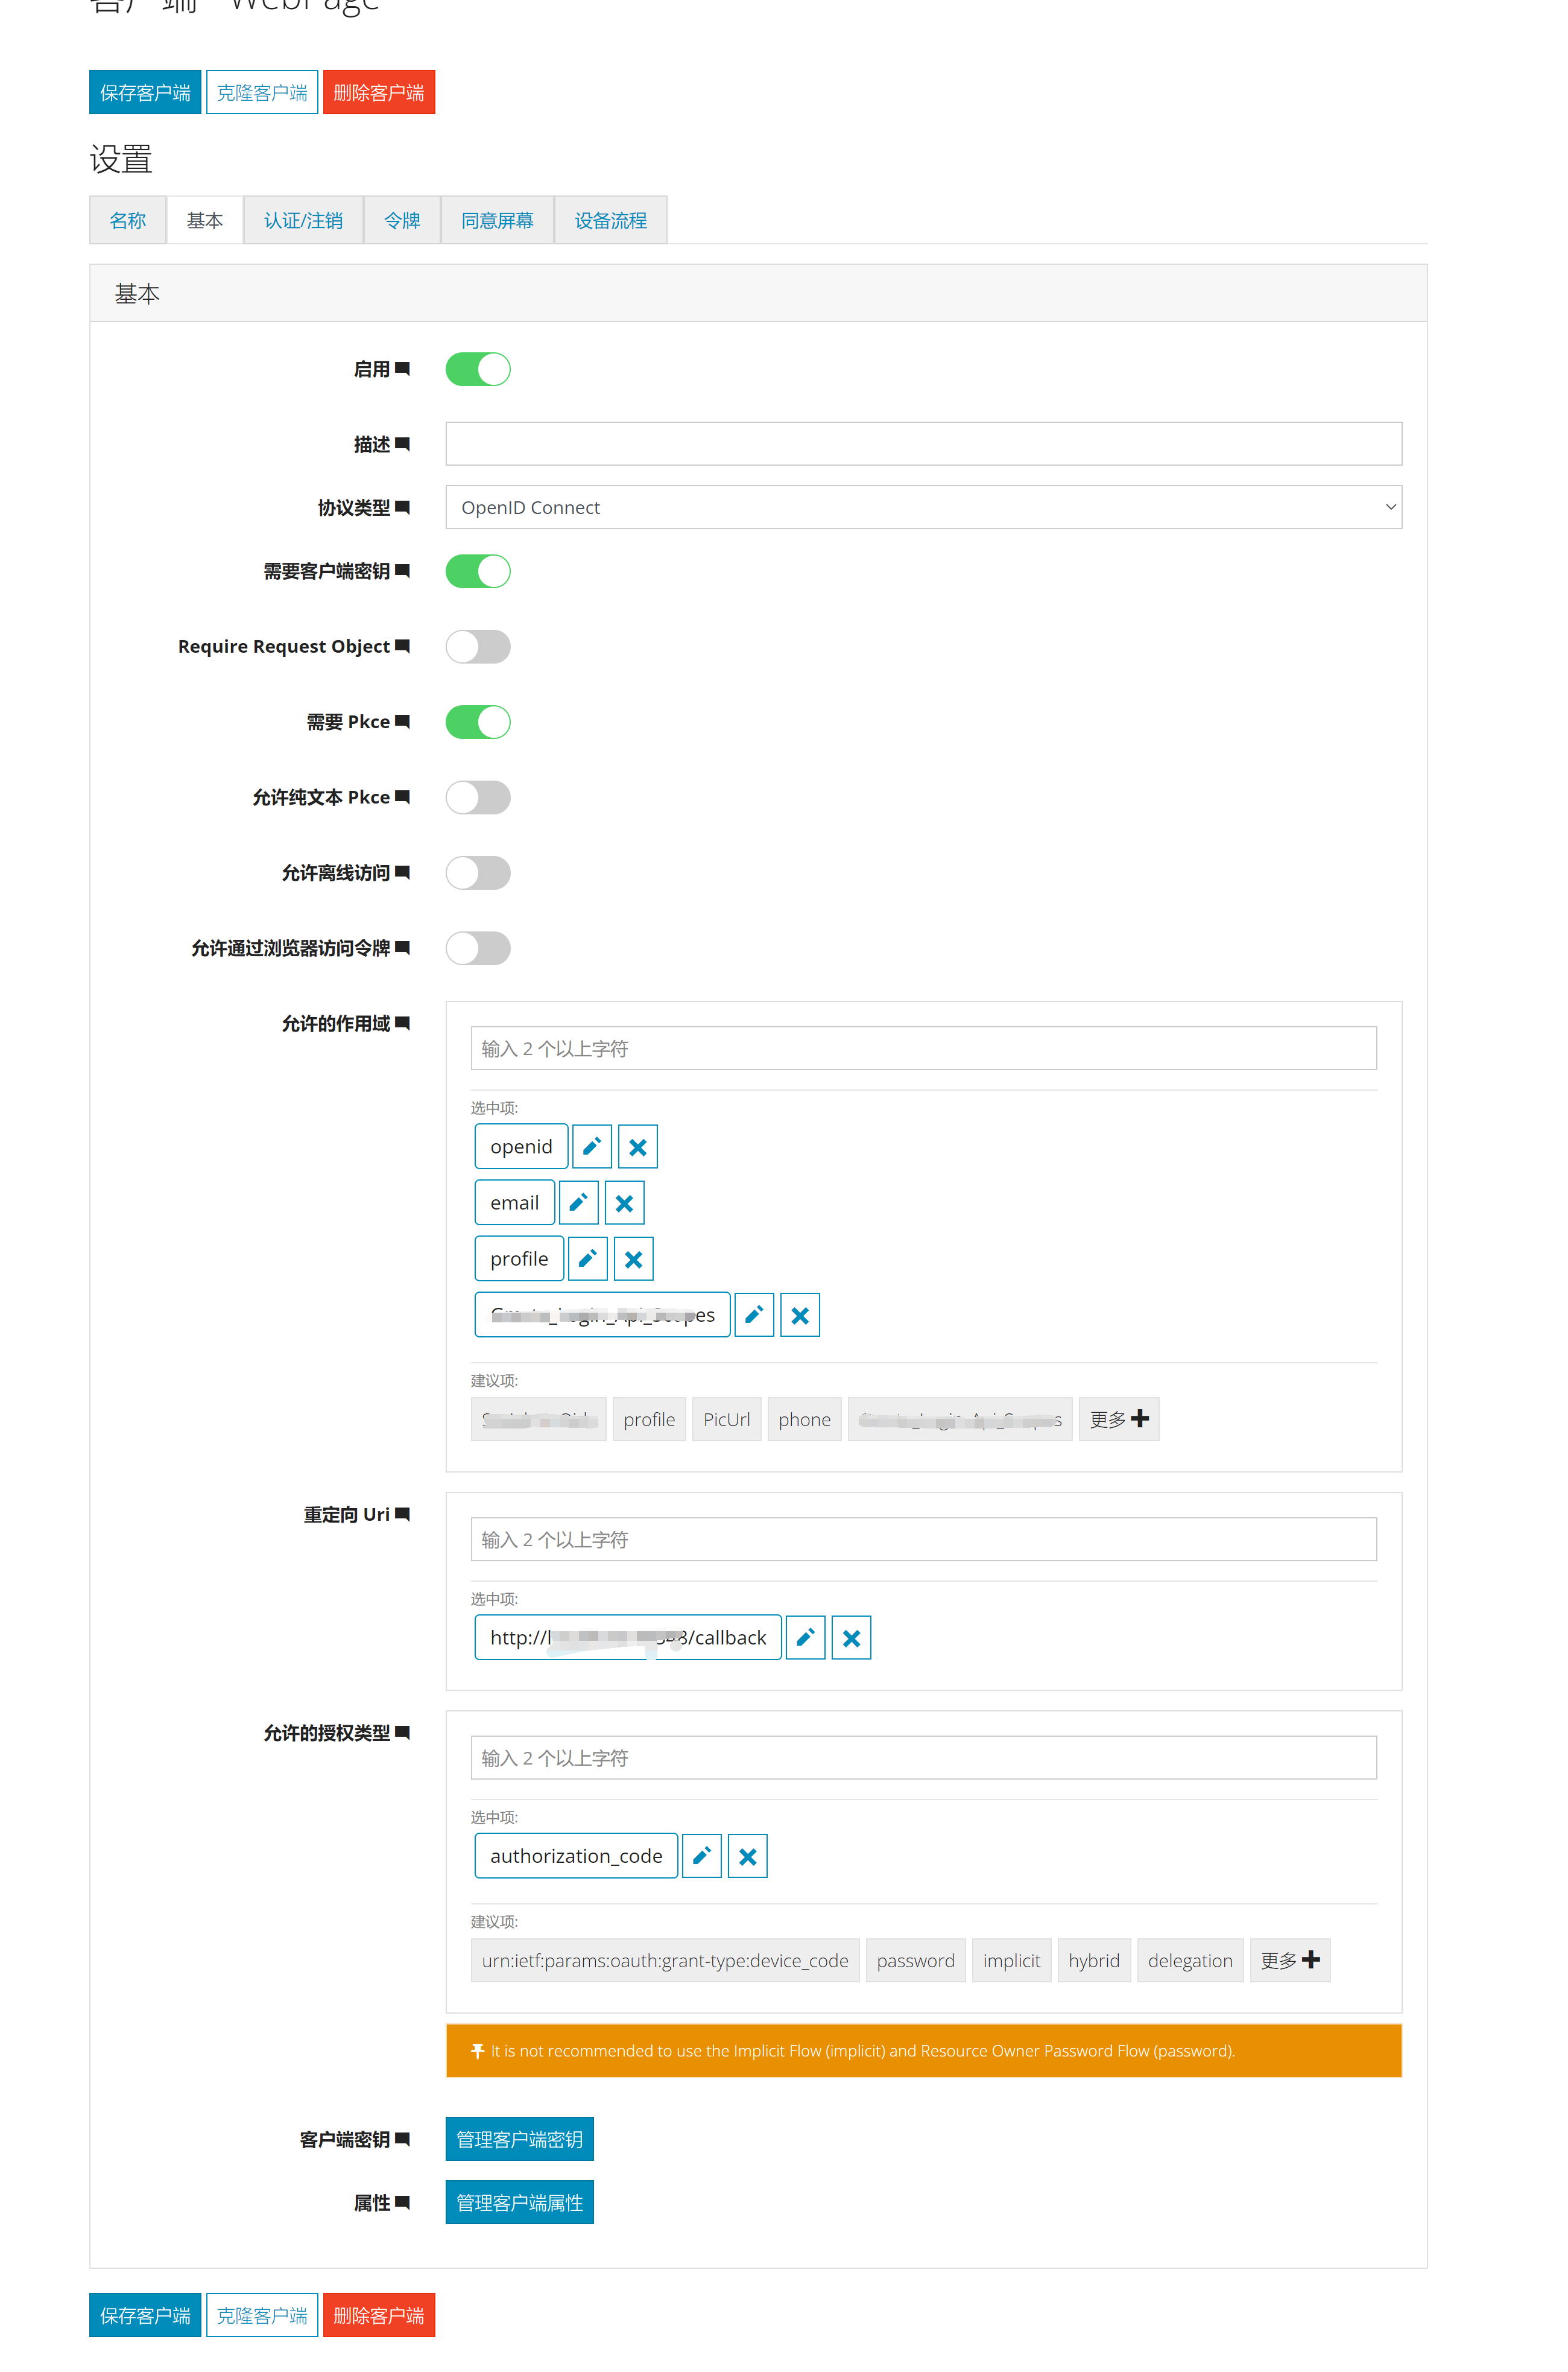 客户端 - WebPage
保存客户端 克隆客户端 删除客户端
设置
名称 基本 认证/注销 令牌 同意屏幕 设备流程
基本
启用
描述
协议类型 OpenID Connect
需要客户端密钥
Require Request Object
需要 Pkce
允许纯文本 Pkce
允许离线访问
允许通过浏览器访问令牌
允许的作用域
输入 2 个以上字符
选中项:
openid
email
profile
建议项:
profile PicUrl phone 更多
重定向 Uri
输入 2 个以上字符
选中项:
http:// /callback
允许的授权类型
输入 2 个以上字符
选中项:
authorization_code
建议项:
urn:ietf:params:oauth:grant-type:device_code password implicit hybrid delegation 更多
It is not recommended to use the Implicit Flow (implicit) and Resource Owner Password Flow (password).
客户端密钥 管理客户端密钥
属性 管理客户端属性
保存客户端 克隆客户端 删除客户端